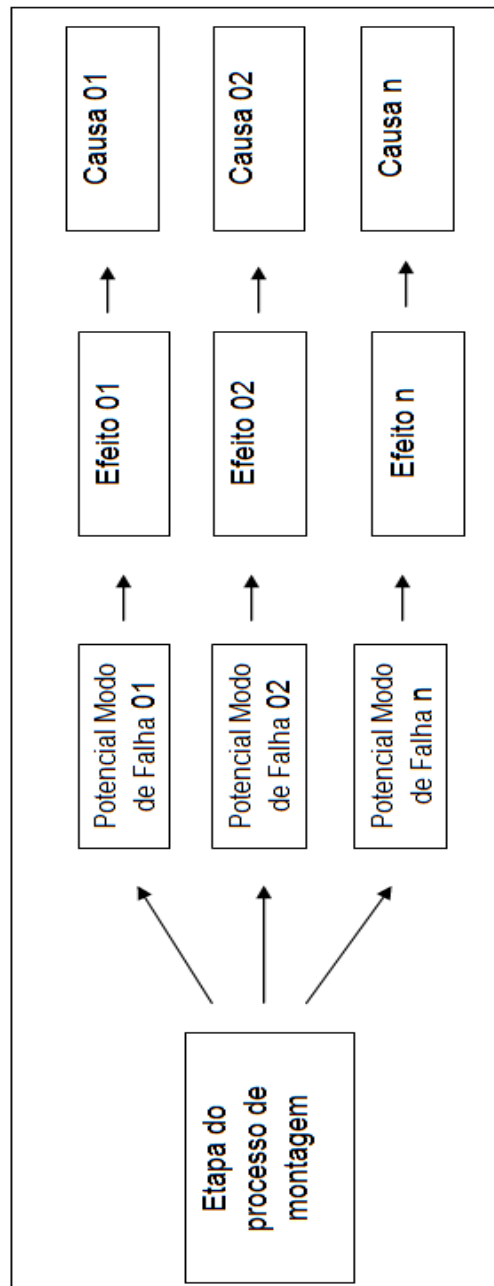 Etapa do
processo de
montagem
Potencial Modo
de Falha 01
Efeito 01
Causa 01
Potencial Modo
de Falha 02
Efeito 02
Causa 02
Potencial Modo
de Falha n
Efeito n
Causa n